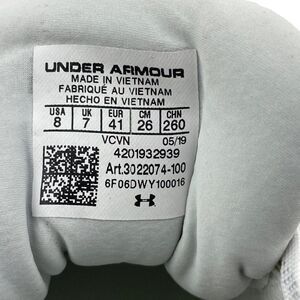 UNDER ARMOUR
MADE IN VIETNAM
FABRIQUÉ AU VIETNAM
HECHO EN VIETNAM
USA UK EUR CM CHN
8 7 41 26 260
VCVN 05/19
4201932939
Art.3022074-100
6F06DWY100016